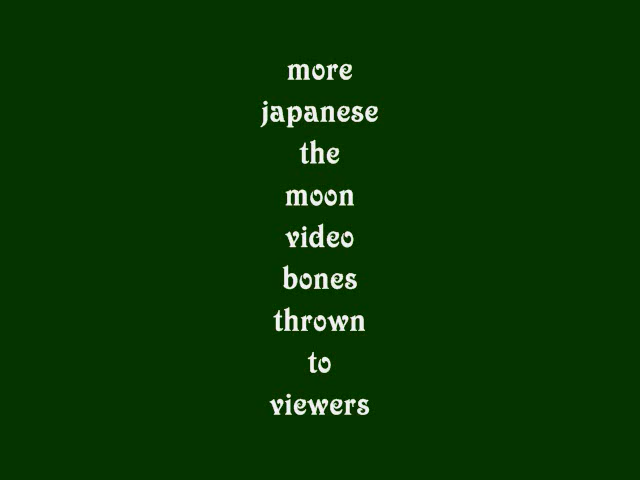 more
japanese
the
moon
video
bones
thrown
to
viewers